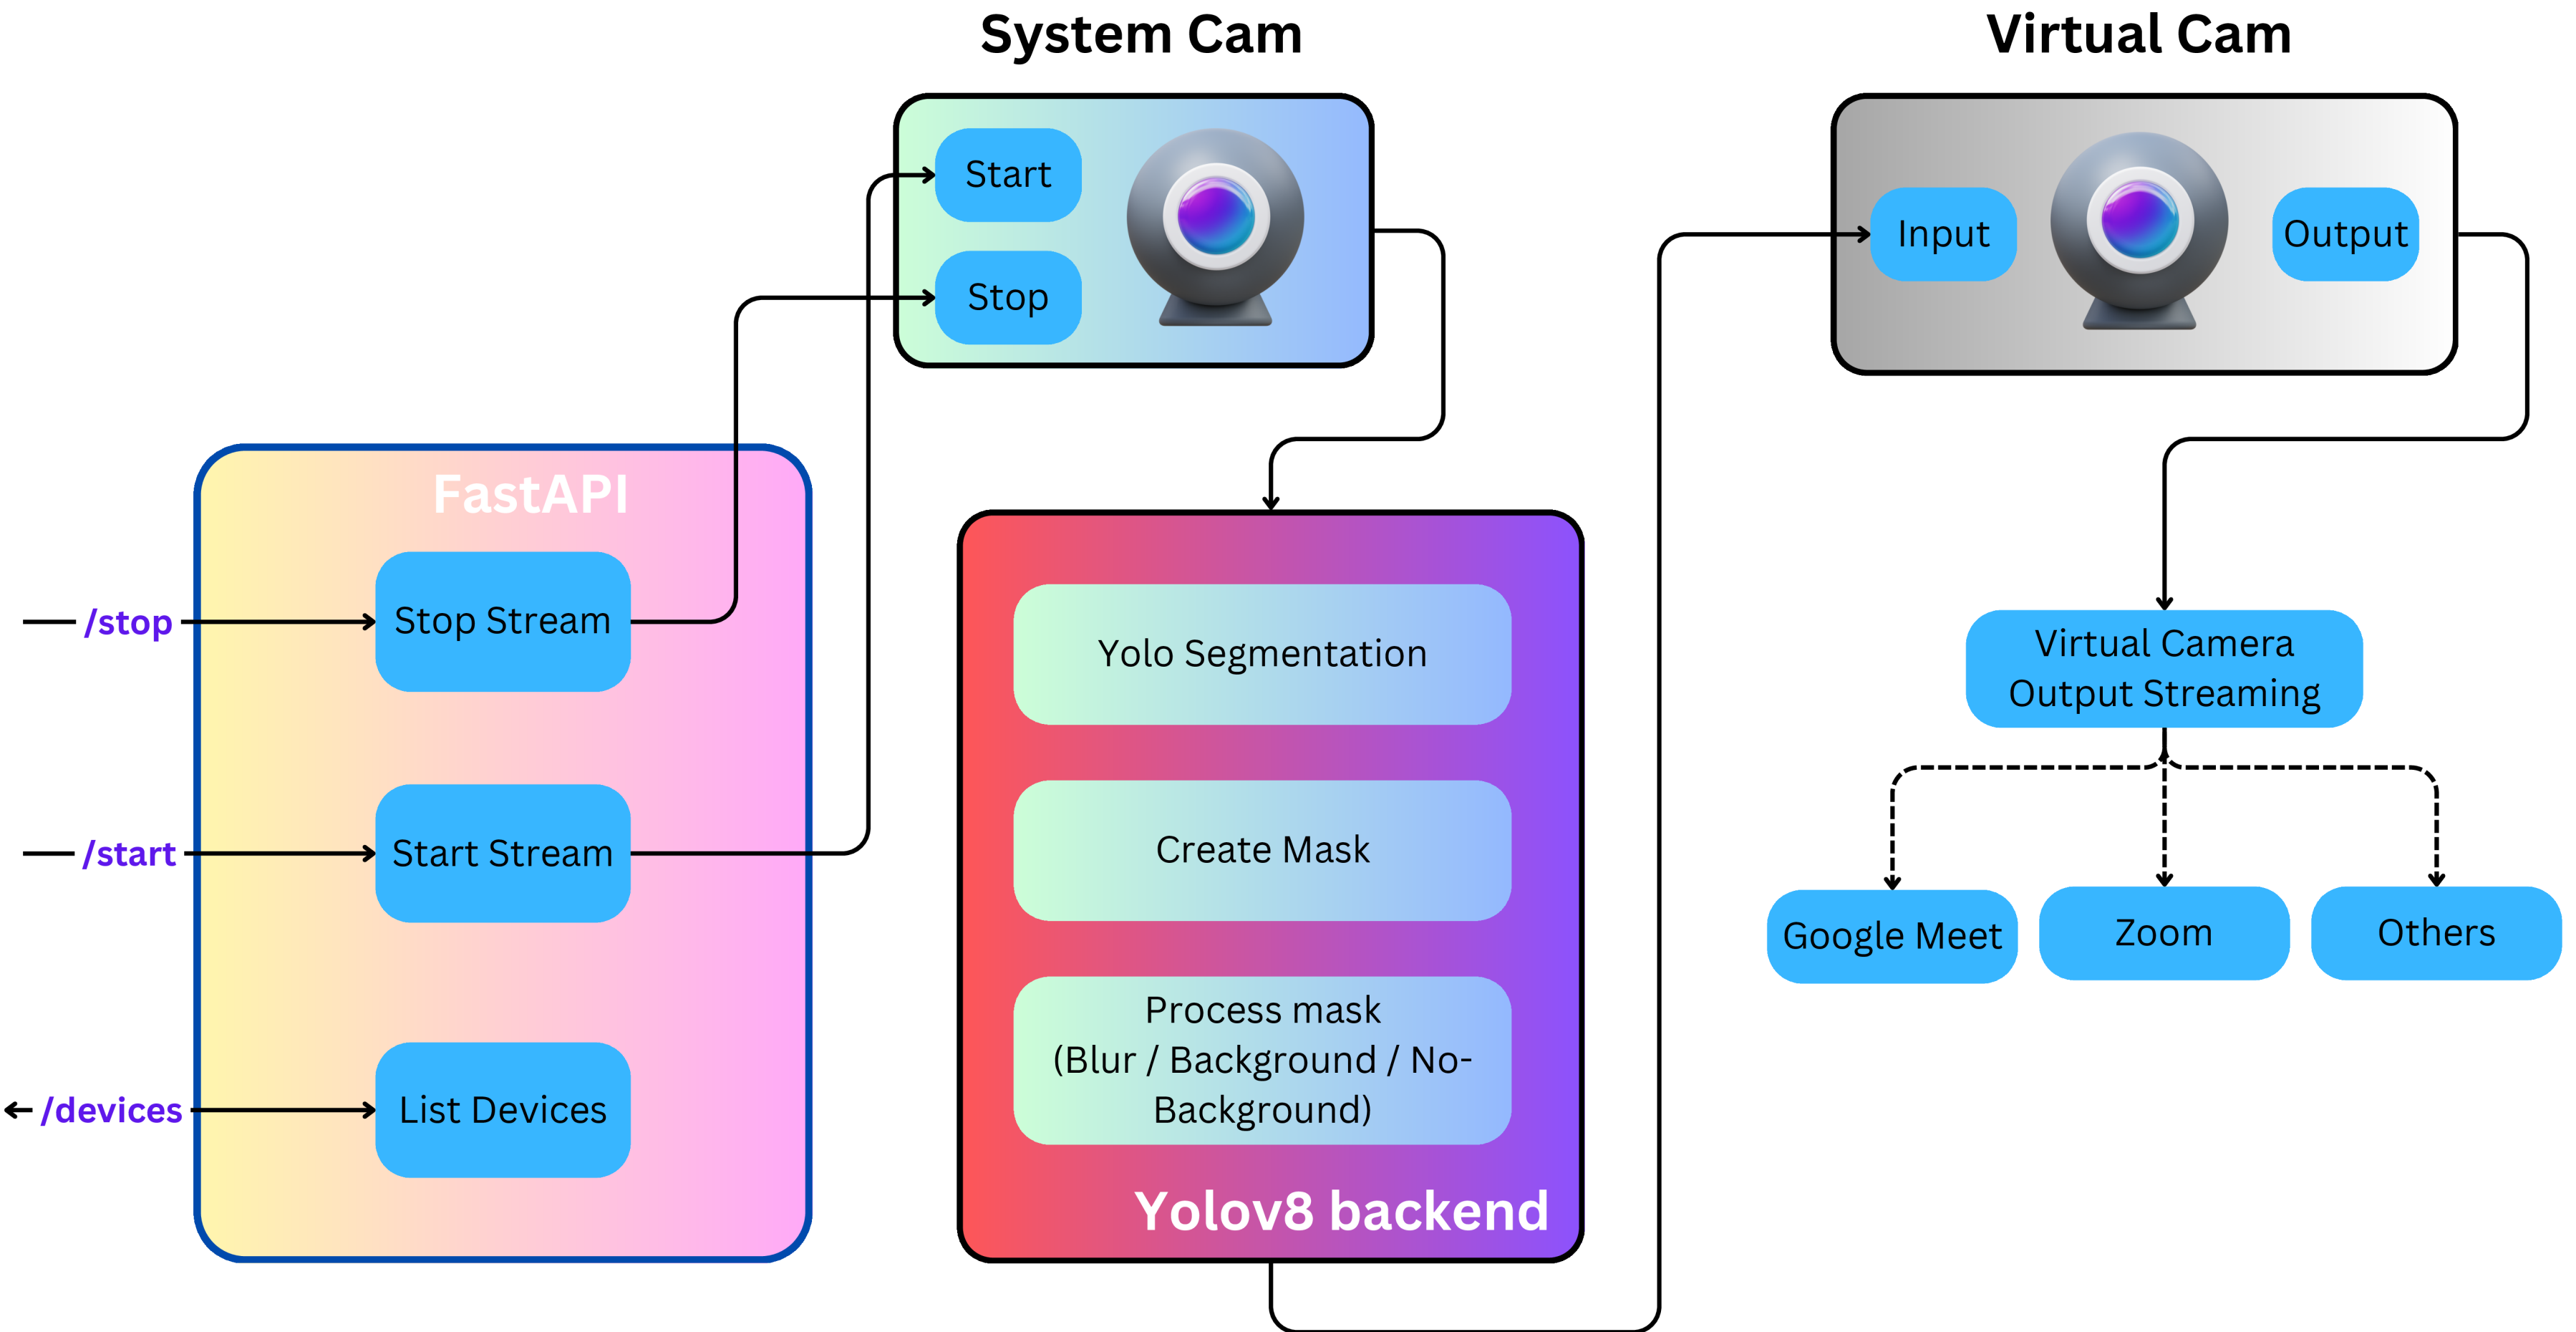 System Cam
Virtual Cam
Start
Stop
Input
Output
FastAPI
/stop
Stop Stream
/start
Start Stream
/devices
List Devices
Yolo Segmentation
Create Mask
Process mask
(Blur / Background / No-
Background)
Yolov8 backend
Virtual Camera
Output Streaming
Google Meet
Zoom
Others